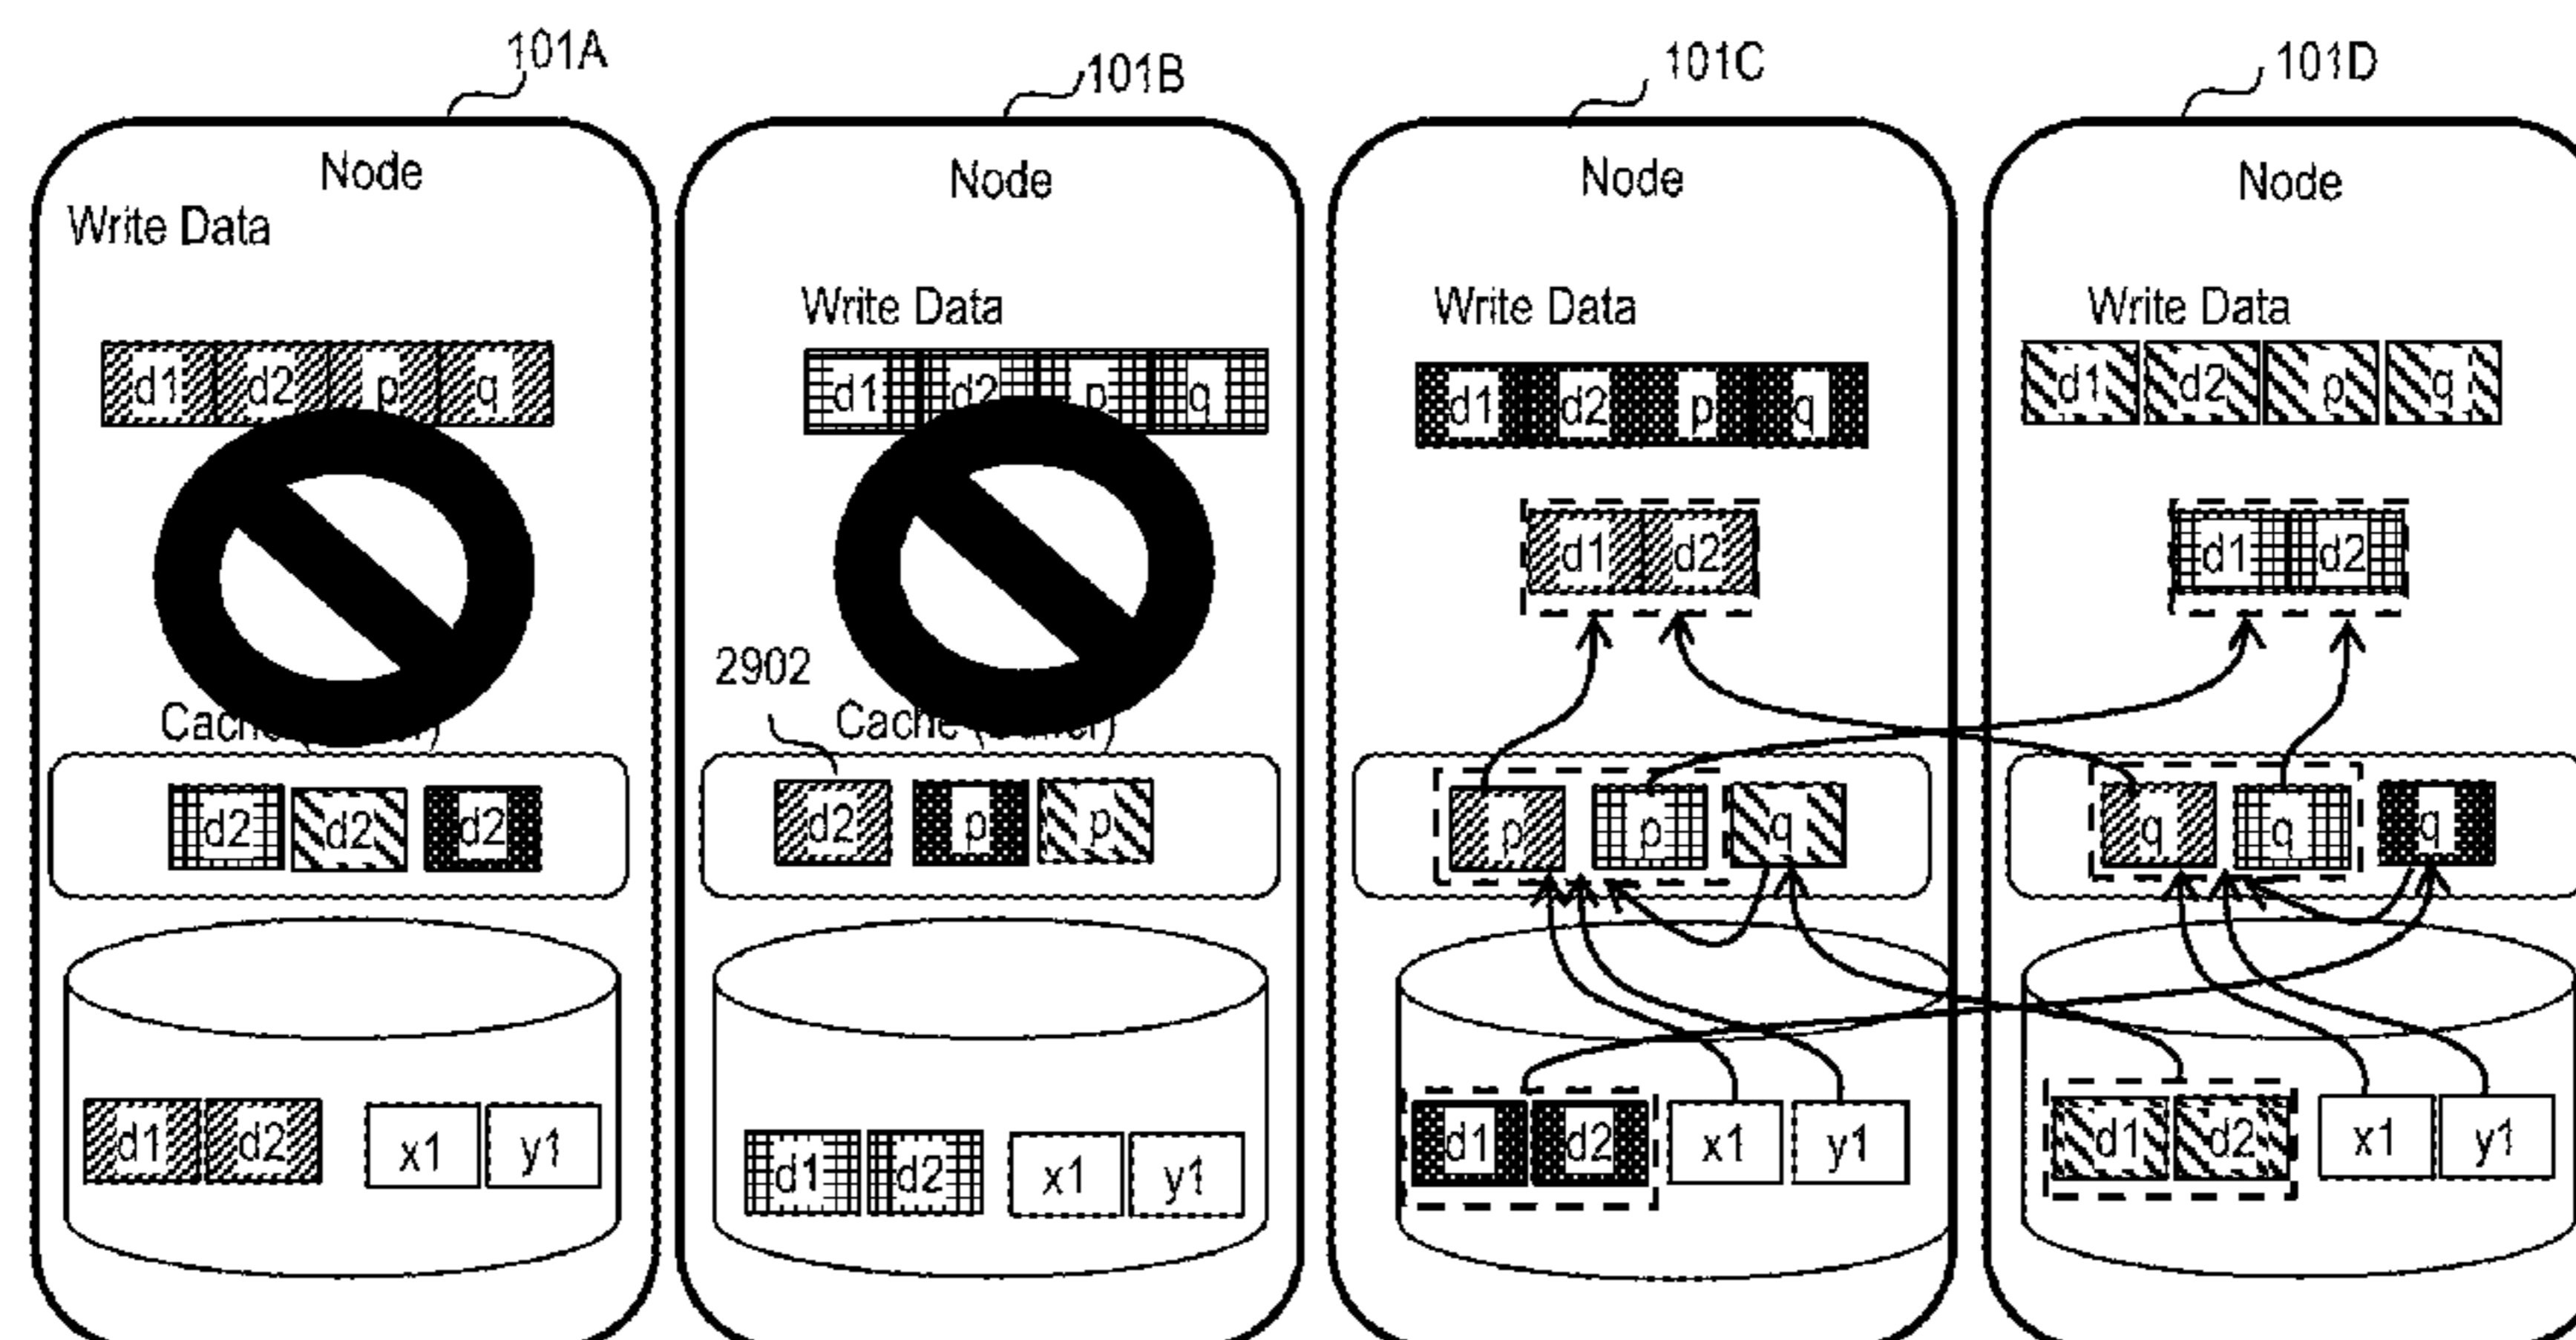 101A
101B
101C
101D
Node
Node
Node
Node
Write Data
Write Data
Write Data
Write Data
d1 d2 p q
d1 d2 p q
d1 d2 p q
d1 d2 p q
d1 d2
d1 d2
2902
Cache
Cache
d2 d2 d2
d2 p p
p p q
q q q
d1 d2 x1 y1
d1 d2 x1 y1
d1 d2 x1 y1
d1 d2 x1 y1